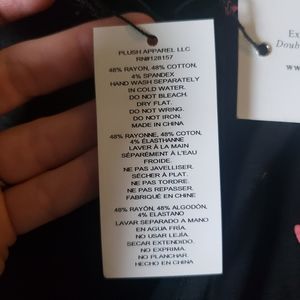 PLUSH APPAREL LLC
RN#128157
48% RAYON, 48% COTTON,
4% SPANDEX
HAND WASH SEPARATELY
IN COLD WATER.
DO NOT BLEACH.
DRY FLAT.
DO NOT WRING.
DO NOT IRON.
MADE IN CHINA
48% RAYONNE, 48% COTON,
4% ÉLASTHANNE
LAVER À LA MAIN
SÉPARÉMENT À L'EAU
FROIDE.
NE PAS JAVELLISER.
SÉCHER À PLAT.
NE PAS TORDRE.
NE PAS REPASSER.
FABRIQUÉ EN CHINE
48% RAYÓN, 48% ALGODÓN,
4% ELASTANO
LAVAR SEPARADO A MANO
EN AGUA FRÍA.
NO USAR LEJÍA.
SECAR EXTENDIDO.
NO EXPRIMA.
NO PLANCHAR
HECHO EN CHINA
Ex
Doub
ww